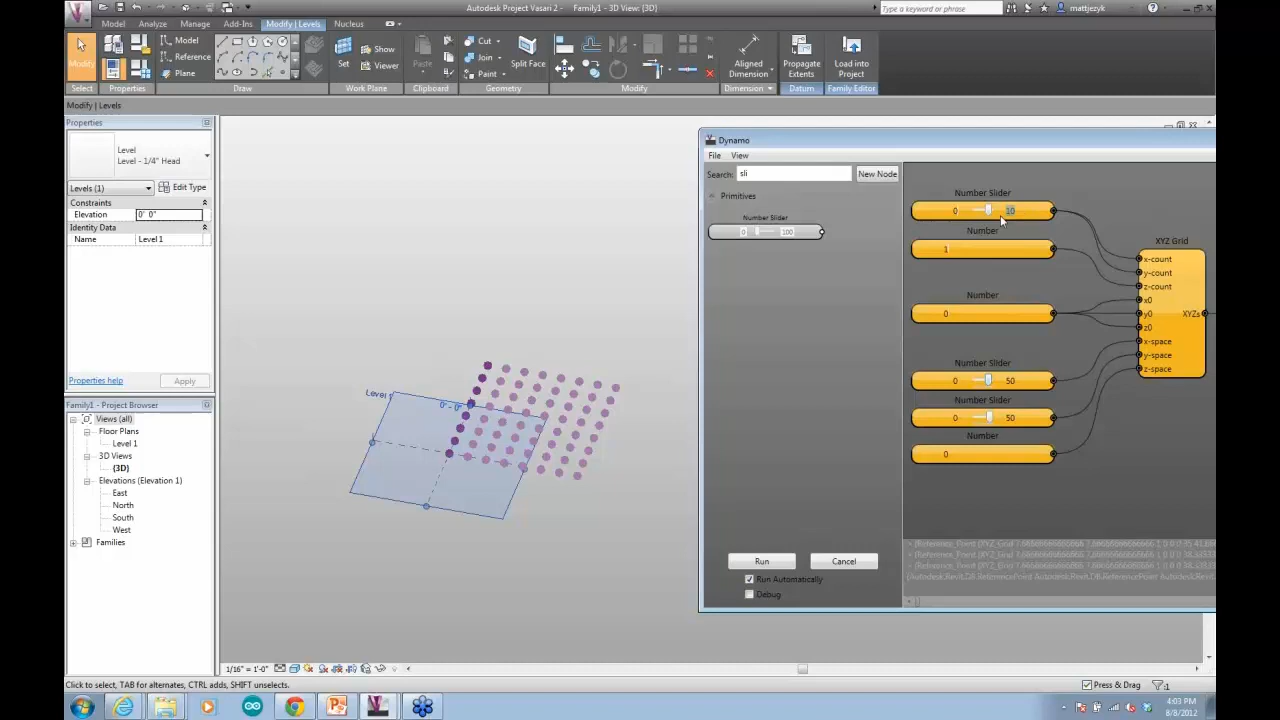 Autodesk Project Vasari 2 - Family1 - 3D View: {3D}
Type a keyword or phrase
mattjezyk
Model Analyze Manage Add-Ins Modify | Levels Nucleus
Modify
Model
Reference
Plane
Set
Show
Viewer
Paste
Cut
Join
Paint
Split Face
Aligned Dimension
Propagate Extents
Load into Project
Select Properties Draw Work Plane Clipboard Geometry Modify Dimension Datum Family Editor
Modify | Levels
Properties
Level
Level - 1/4" Head
Levels (1) Edit Type
Constraints
Elevation 0' 0"
Identity Data
Name Level 1
Properties help Apply
Family1 - Project Browser
Views (all)
Floor Plans
Level 1
3D Views
{3D}
Elevations (Elevation 1)
East
North
South
West
Families
Level 1
0' - 0"
Dynamo
File View
Search: sli New Node
Primitives
Number Slider
0 100
Run Cancel
Run Automatically
Debug
Number Slider
0 10
Number
1
Number
0
Number Slider
0 50
Number Slider
0 50
Number
0
XYZ Grid
x-count
y-count
z-count
x0
y0 XYZs
z0
x-space
y-space
z-space
1/16" = 1'-0"
Click to select, TAB for alternates, CTRL adds, SHIFT unselects.
Press & Drag :1
4:03 PM
8/8/2012